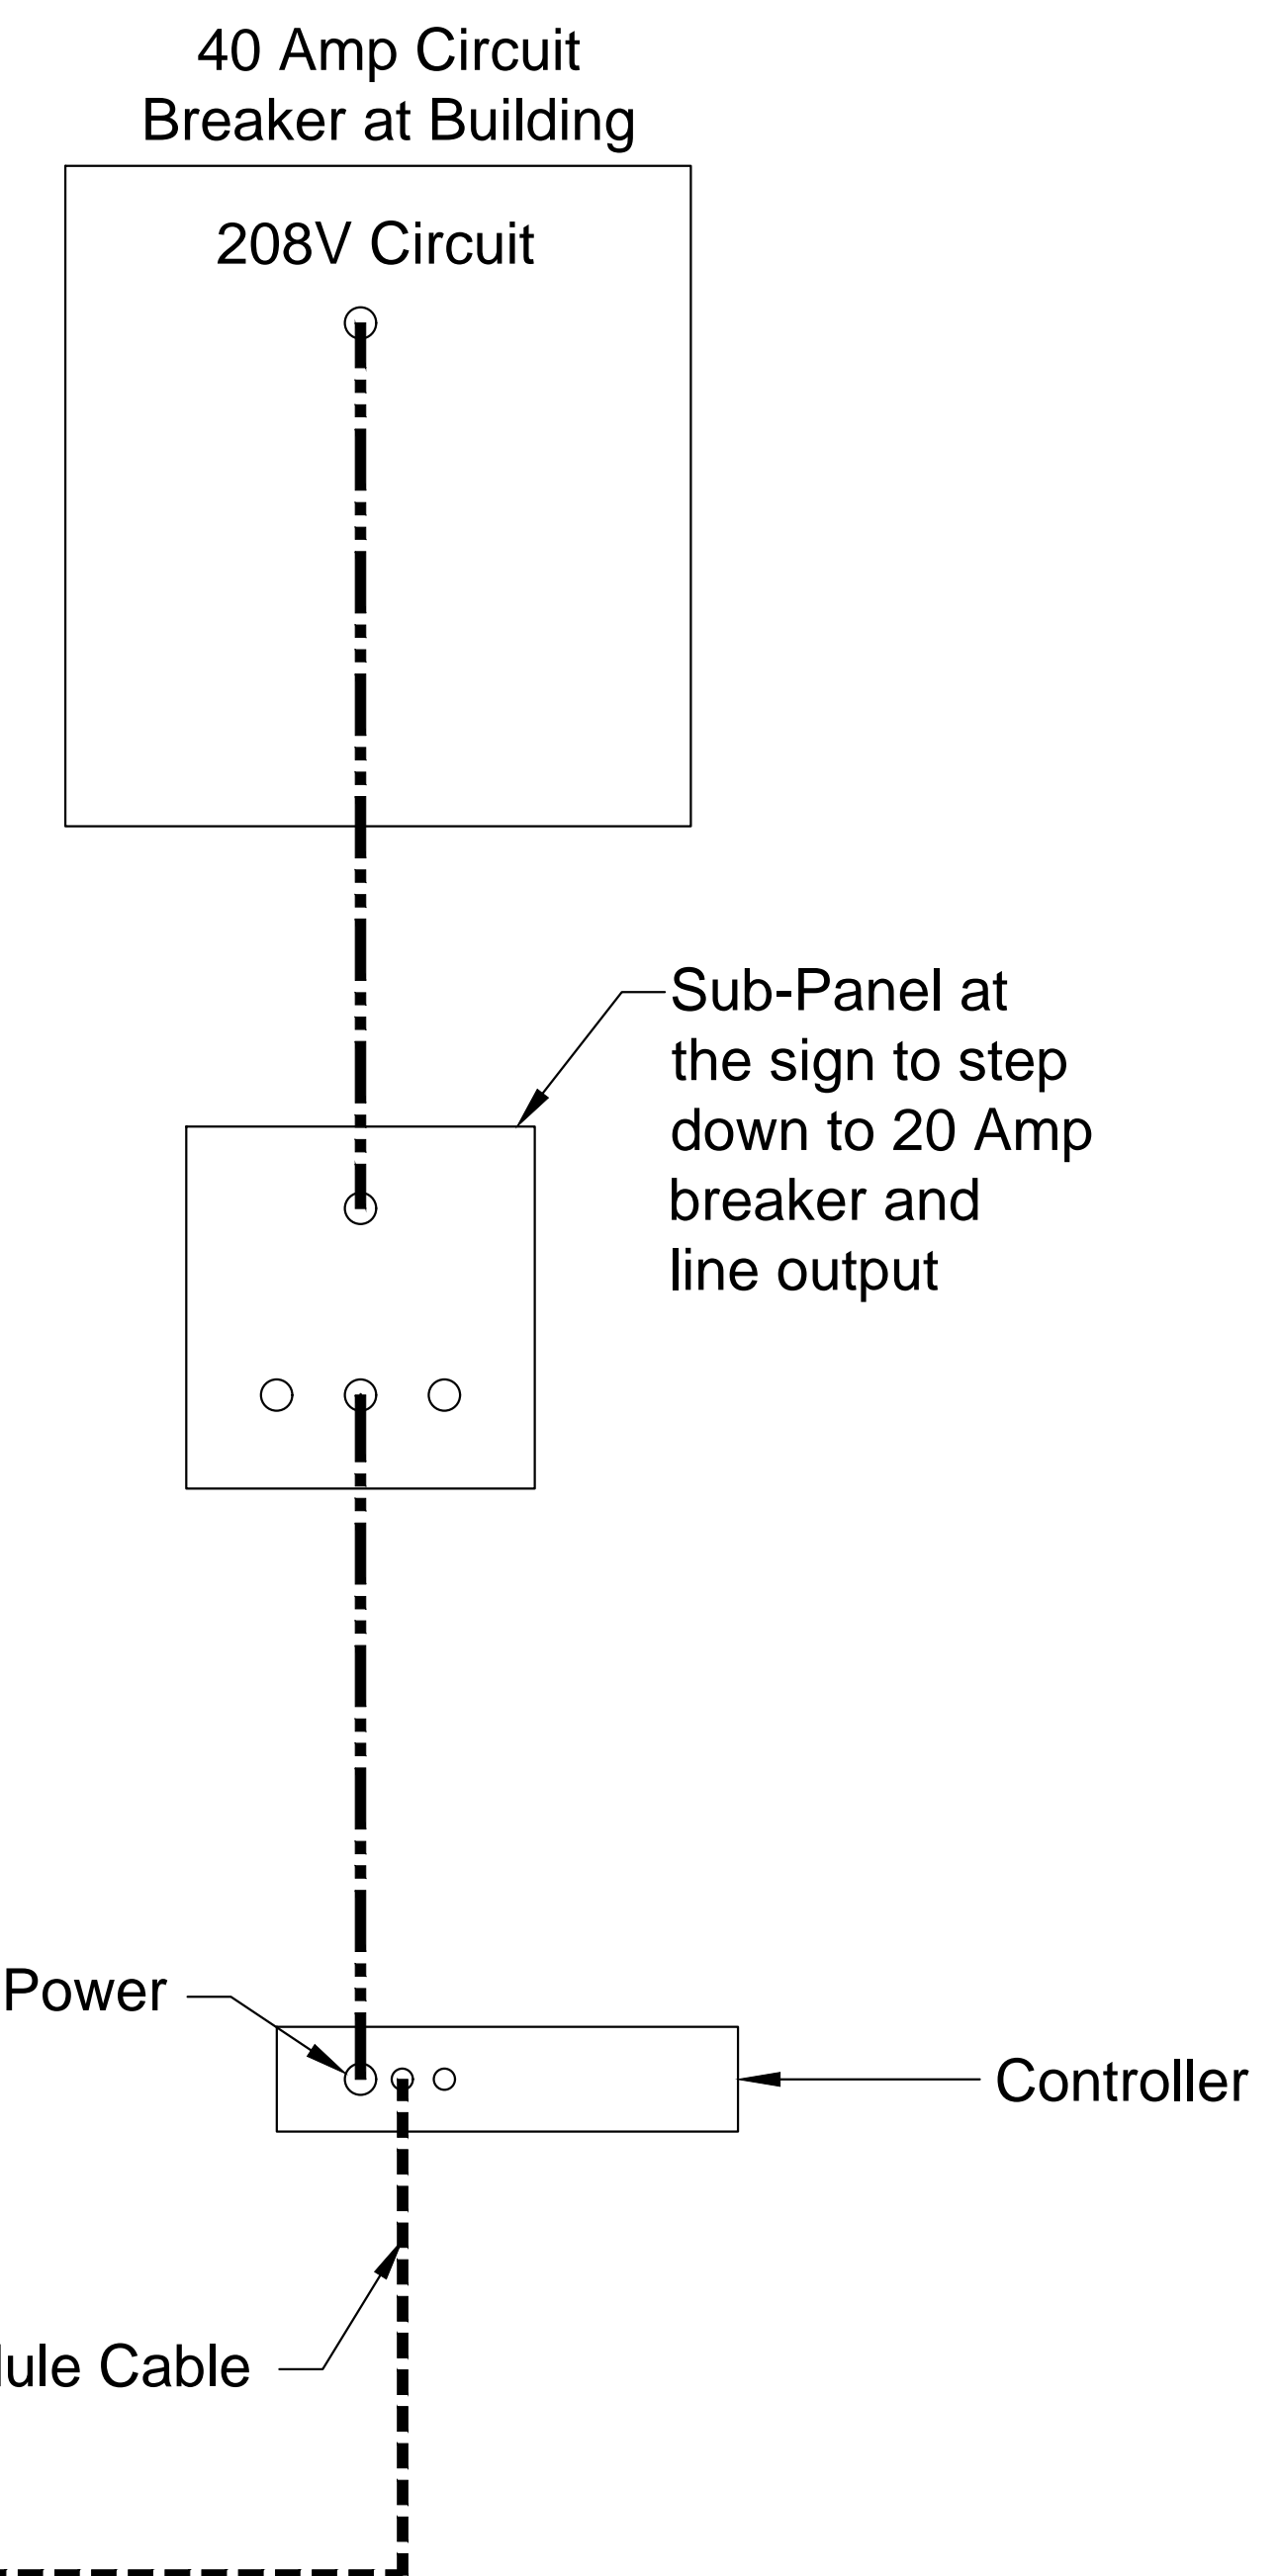 40 Amp Circuit
Breaker at Building
208V Circuit
Sub-Panel at
the sign to step
down to 20 Amp
breaker and
line output
Power
Controller
Cable